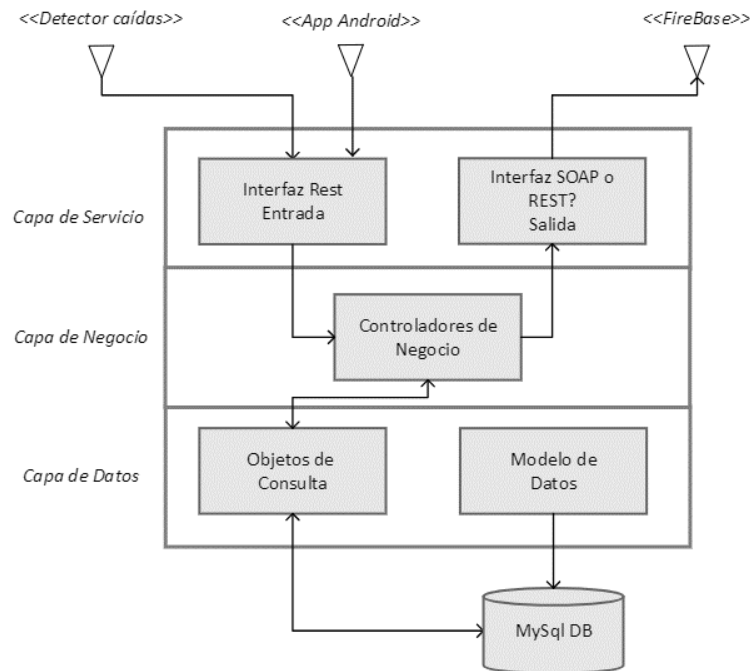 <<Detector caídas>>
<<App Android>>
<<FireBase>>
Capa de Servicio
Interfaz Rest
Entrada
Interfaz SOAP o
REST?
Salida
Capa de Negocio
Controladores de
Negocio
Capa de Datos
Objetos de
Consulta
Modelo de
Datos
MySql DB